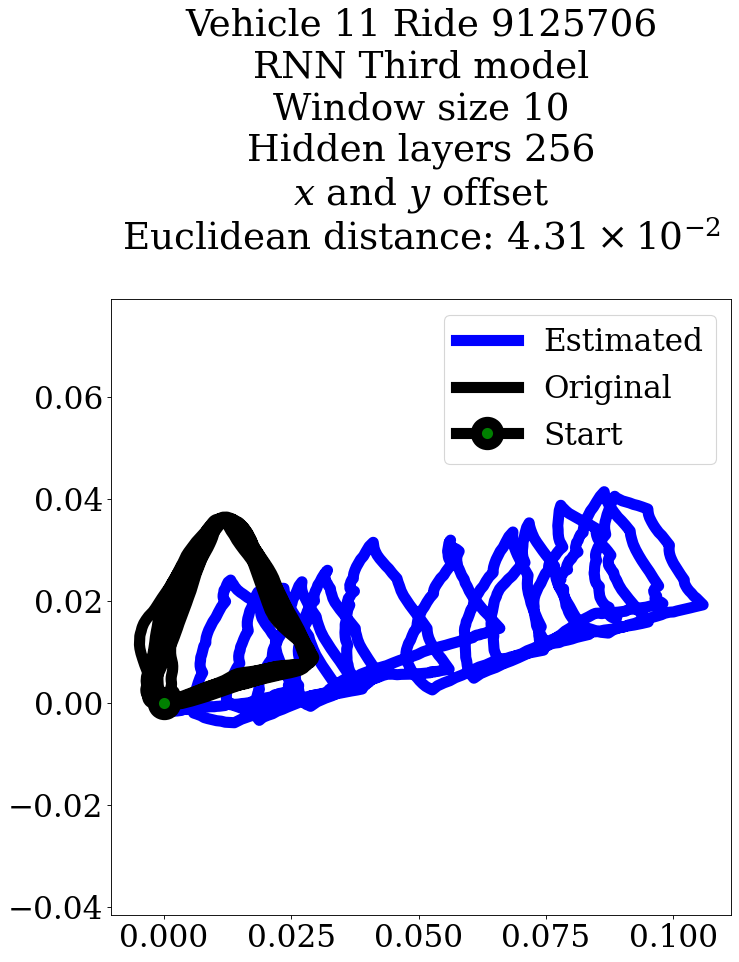 Vehicle 11 Ride 9125706
RNN Third model
Window size 10
Hidden layers 256
x and y offset
Euclidean distance: 4.31 × 10⁻²
Estimated
Original
Start
0.06
0.04
0.02
0.00
−0.02
−0.04
0.000 0.025 0.050 0.075 0.100